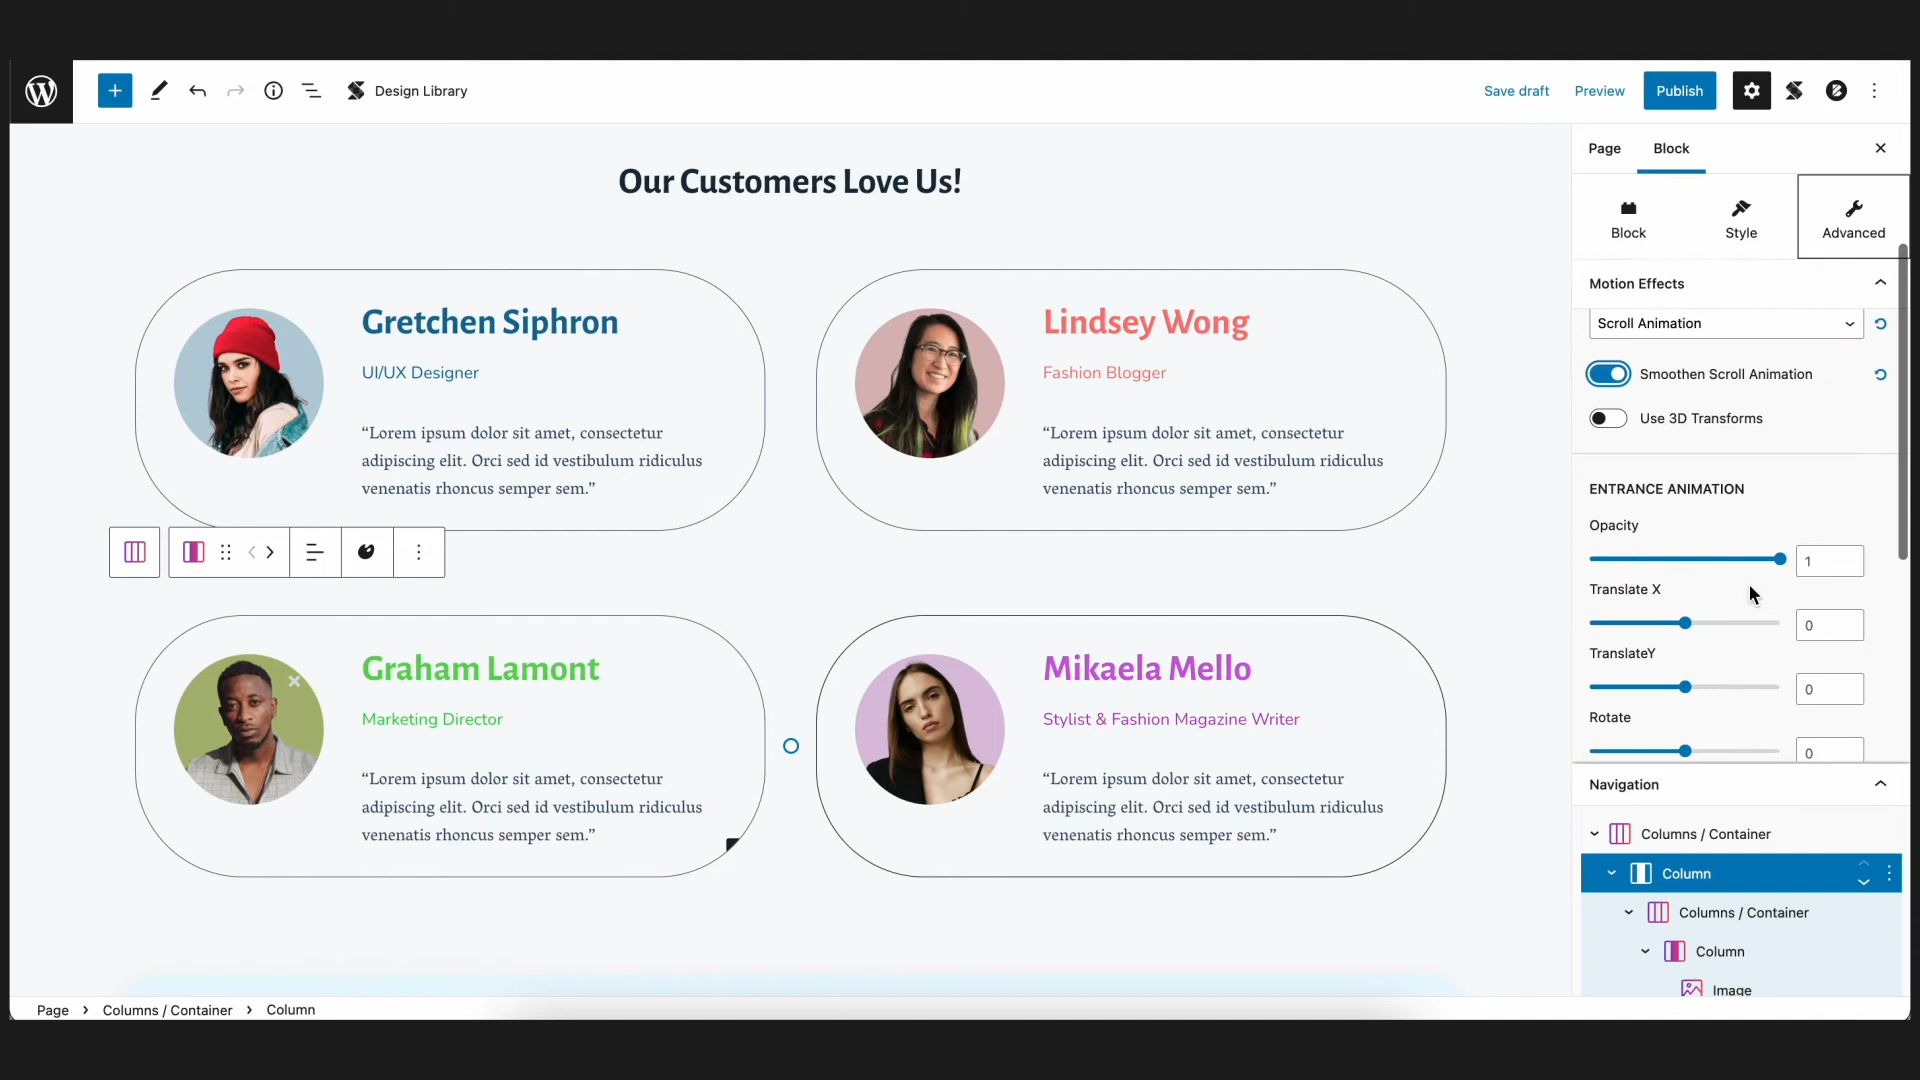 Design Library
Save draft
Preview
Publish
Our Customers Love Us!
Gretchen Siphron
UI/UX Designer
“Lorem ipsum dolor sit amet, consectetur
adipiscing elit. Orci sed id vestibulum ridiculus
venenatis rhoncus semper sem.”
Lindsey Wong
Fashion Blogger
“Lorem ipsum dolor sit amet, consectetur
adipiscing elit. Orci sed id vestibulum ridiculus
venenatis rhoncus semper sem.”
Graham Lamont
Marketing Director
“Lorem ipsum dolor sit amet, consectetur
adipiscing elit. Orci sed id vestibulum ridiculus
venenatis rhoncus semper sem.”
Mikaela Mello
Stylist & Fashion Magazine Writer
“Lorem ipsum dolor sit amet, consectetur
adipiscing elit. Orci sed id vestibulum ridiculus
venenatis rhoncus semper sem.”
Page
Block
Block
Style
Advanced
Motion Effects
Scroll Animation
Smoothen Scroll Animation
Use 3D Transforms
ENTRANCE ANIMATION
Opacity
1
Translate X
0
TranslateY
0
Rotate
0
Navigation
Columns / Container
Column
Columns / Container
Column
Image
Page > Columns / Container > Column